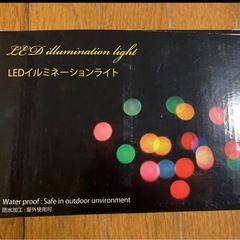 LED illumination light
LEDイルミネーションライト
Water proof : Safe in outdoor unvironment
防水加工 : 屋外使用可